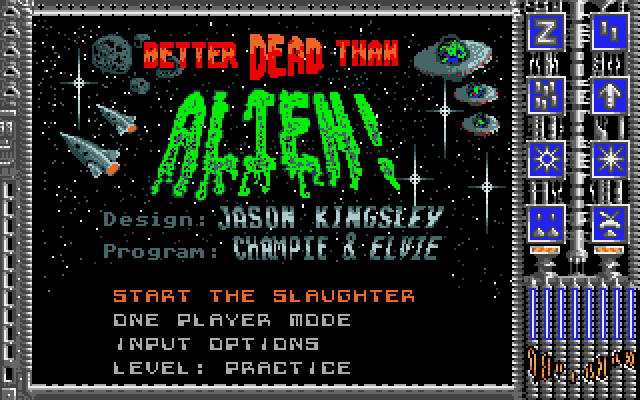 BETTER DEAD THAN
ALIEN!
Design: JASON KINGSLEY
Program: CHAMPIE & ELVIE
START THE SLAUGHTER
ONE PLAYER MODE
INPUT OPTIONS
LEVEL: PRACTICE